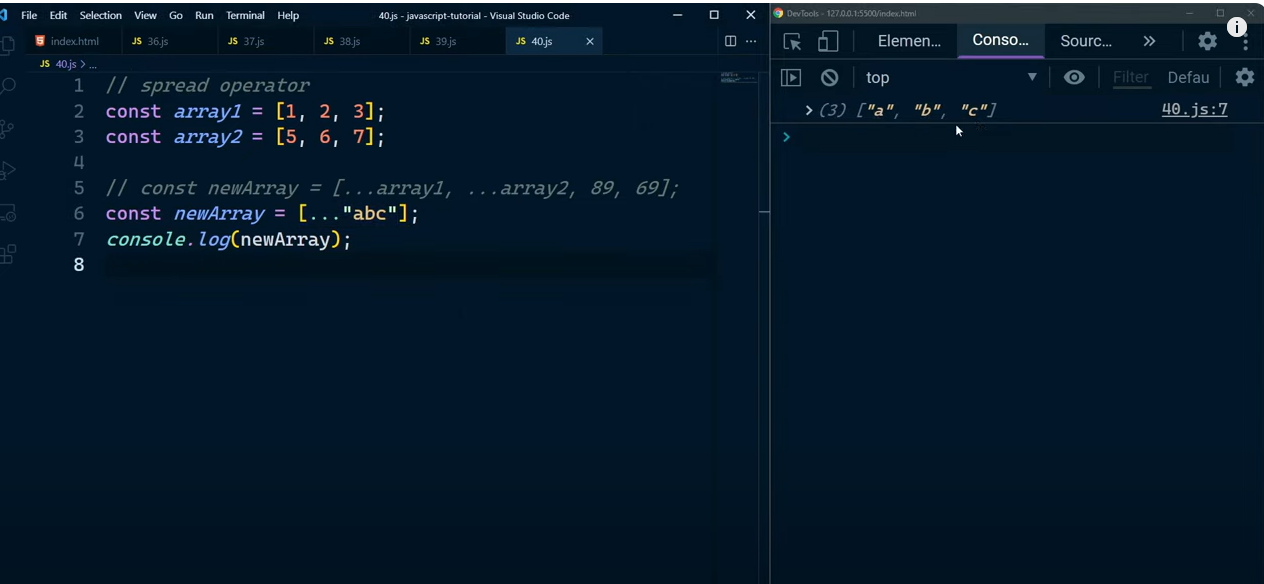 File Edit Selection View Go Run Terminal Help 40.js - javascript-tutorial - Visual Studio Code
index.html JS 36.js JS 37.js JS 38.js JS 39.js JS 40.js
JS 40.js > ...
1 // spread operator
2 const array1 = [1, 2, 3];
3 const array2 = [5, 6, 7];
4
5 // const newArray = [...array1, ...array2, 89, 69];
6 const newArray = [..."abc"];
7 console.log(newArray);
8
DevTools - 127.0.0.1:5500/index.html
Elemen... Conso... Sourc...
top Filter Defau
(3) ["a", "b", "c"] 40.js:7